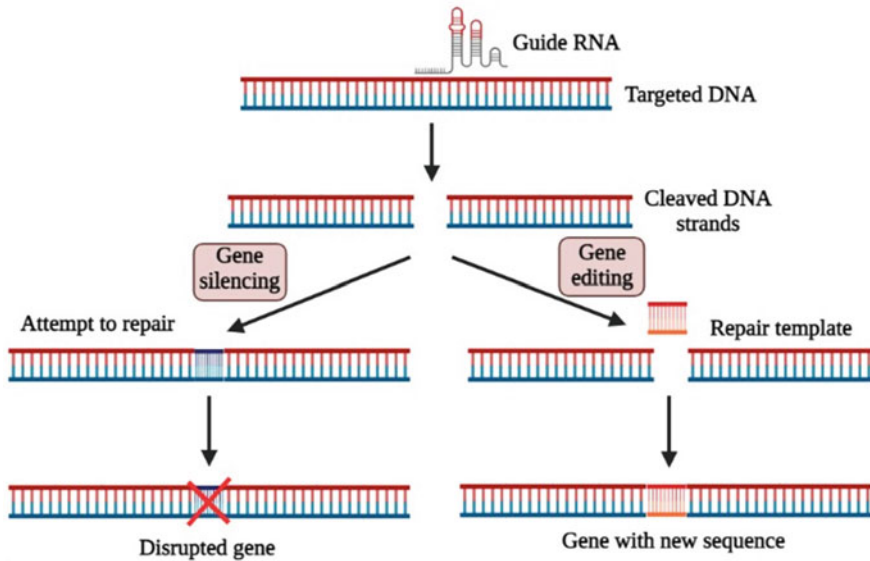 Guide RNA
Targeted DNA
Cleaved DNA
strands
Gene
silencing
Gene
editing
Attempt to repair
Repair template
Disrupted gene
Gene with new sequence